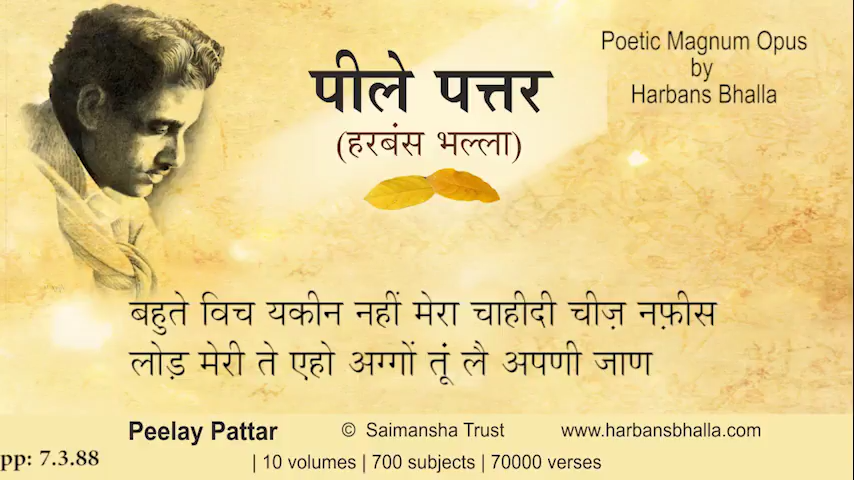 पीले पत्तर
(हरबंस भल्ला)
Poetic Magnum Opus
by
Harbans Bhalla
बहुते विच यकीन नहीं मेरा चाहीदी चीज़ नफ़ीस
लोड़ मेरी ते एहो अग्गों तूं लै अपणी जाण
Peelay Pattar © Saimansha Trust www.harbansbhalla.com
pp: 7.3.88 | 10 volumes | 700 subjects | 70000 verses